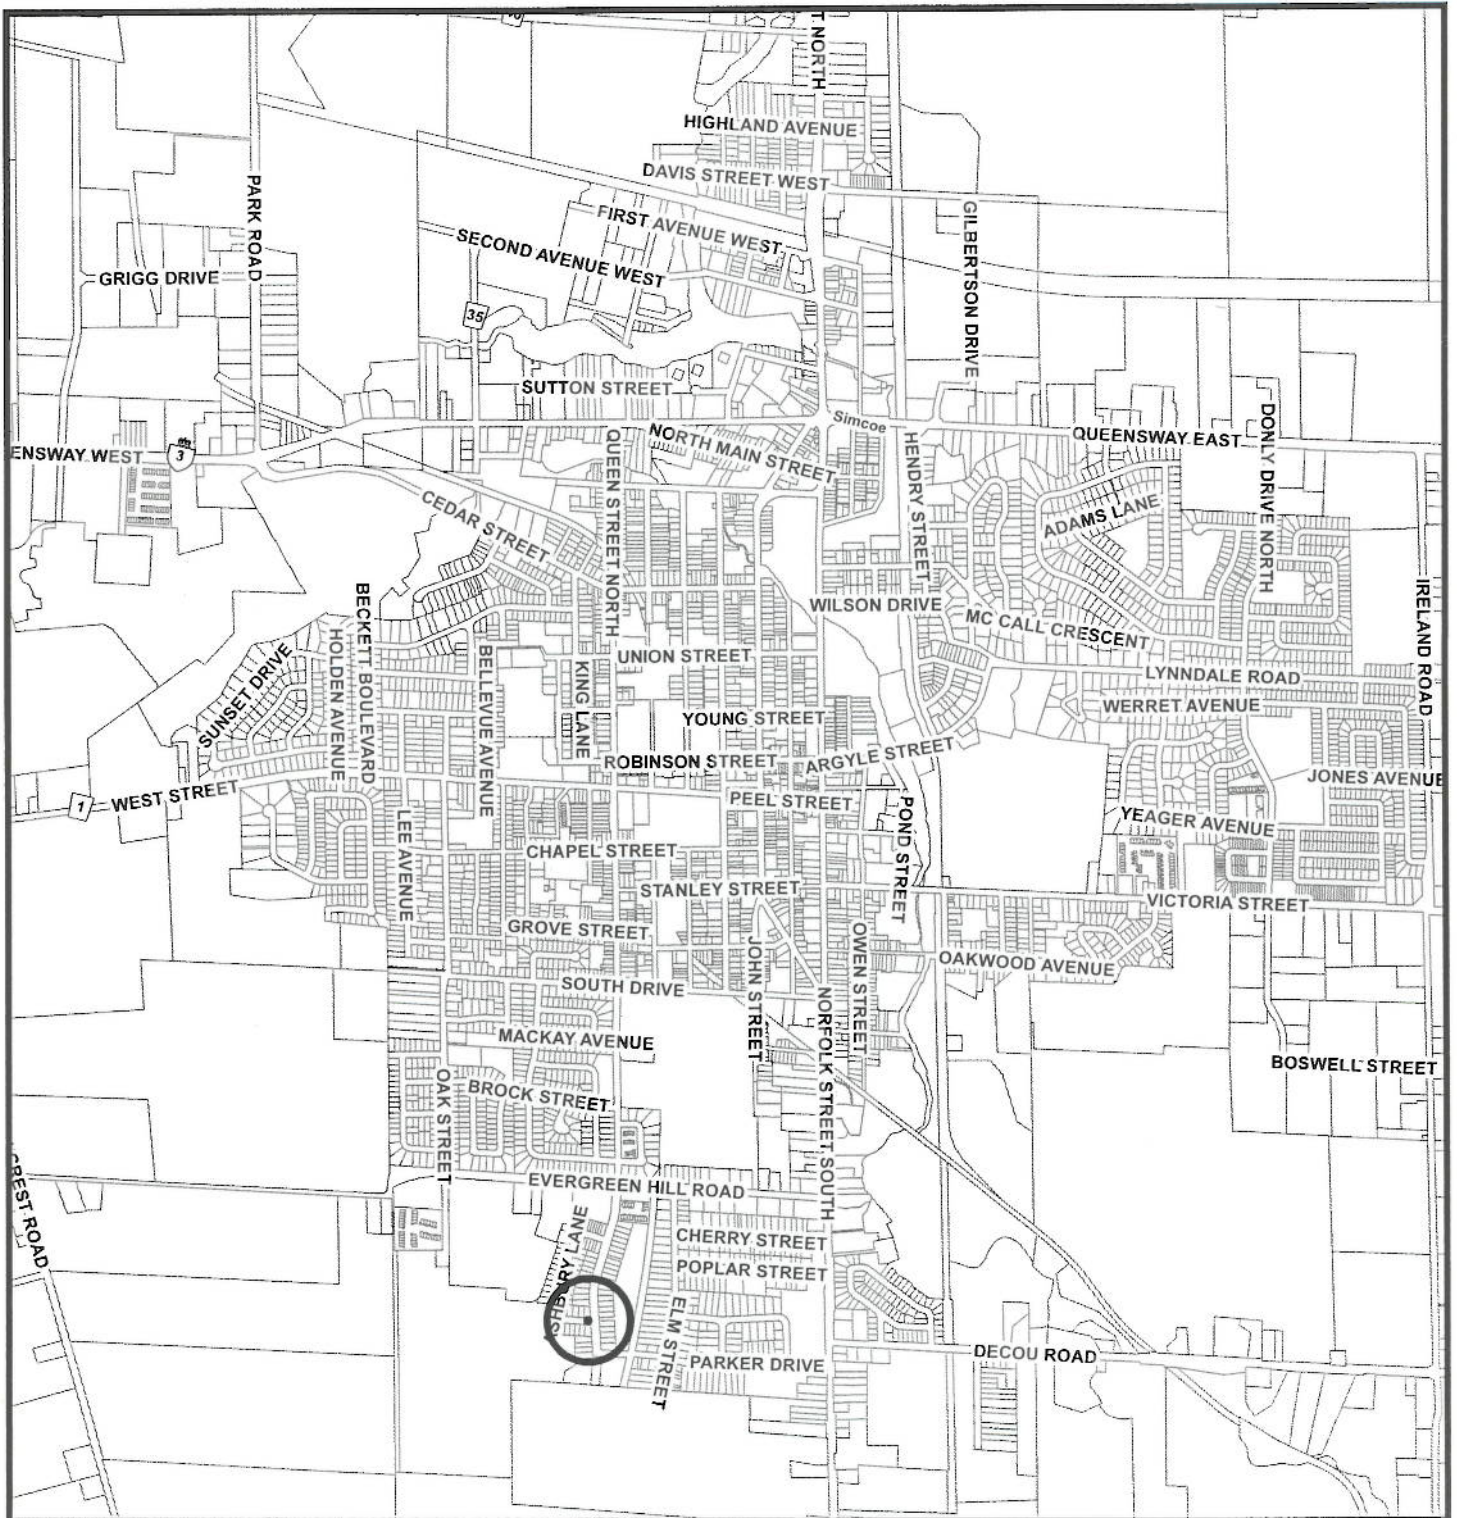 T NORTH
HIGHLAND AVENUE
DAVIS STREET WEST
PARK ROAD
FIRST AVENUE WEST
GILBERTSON DRIVE
SECOND AVENUE WEST
GRIGG DRIVE
35
SUTTON STREET
Simcoe
NORTH MAIN STREET
QUEENSWAY EAST
DONLY DRIVE NORTH
ENSWAY WEST
3
QUEEN STREET NORTH
HENDRY STREET
CEDAR STREET
ADAMS LANE
IRELAND ROAD
BECKETT BOULEVARD
HOLDEN AVENUE
WILSON DRIVE
MC CALL CRESCENT
SUNSET DRIVE
BELLEVUE AVENUE
KING LANE
UNION STREET
LYNNDALE ROAD
WERRET AVENUE
YOUNG STREET
ROBINSON STREET
ARGYLE STREET
JONES AVENUE
1
WEST STREET
PEEL STREET
POND STREET
YEAGER AVENUE
LEE AVENUE
CHAPEL STREET
STANLEY STREET
VICTORIA STREET
GROVE STREET
JOHN STREET
OWEN STREET
OAKWOOD AVENUE
SOUTH DRIVE
NORFOLK STREET SOUTH
MACKAY AVENUE
BOSWELL STREET
OAK STREET
BROCK STREET
CREST ROAD
EVERGREEN HILL ROAD
ASHBURY LANE
CHERRY STREET
POPLAR STREET
ELM STREET
PARKER DRIVE
DECOU ROAD